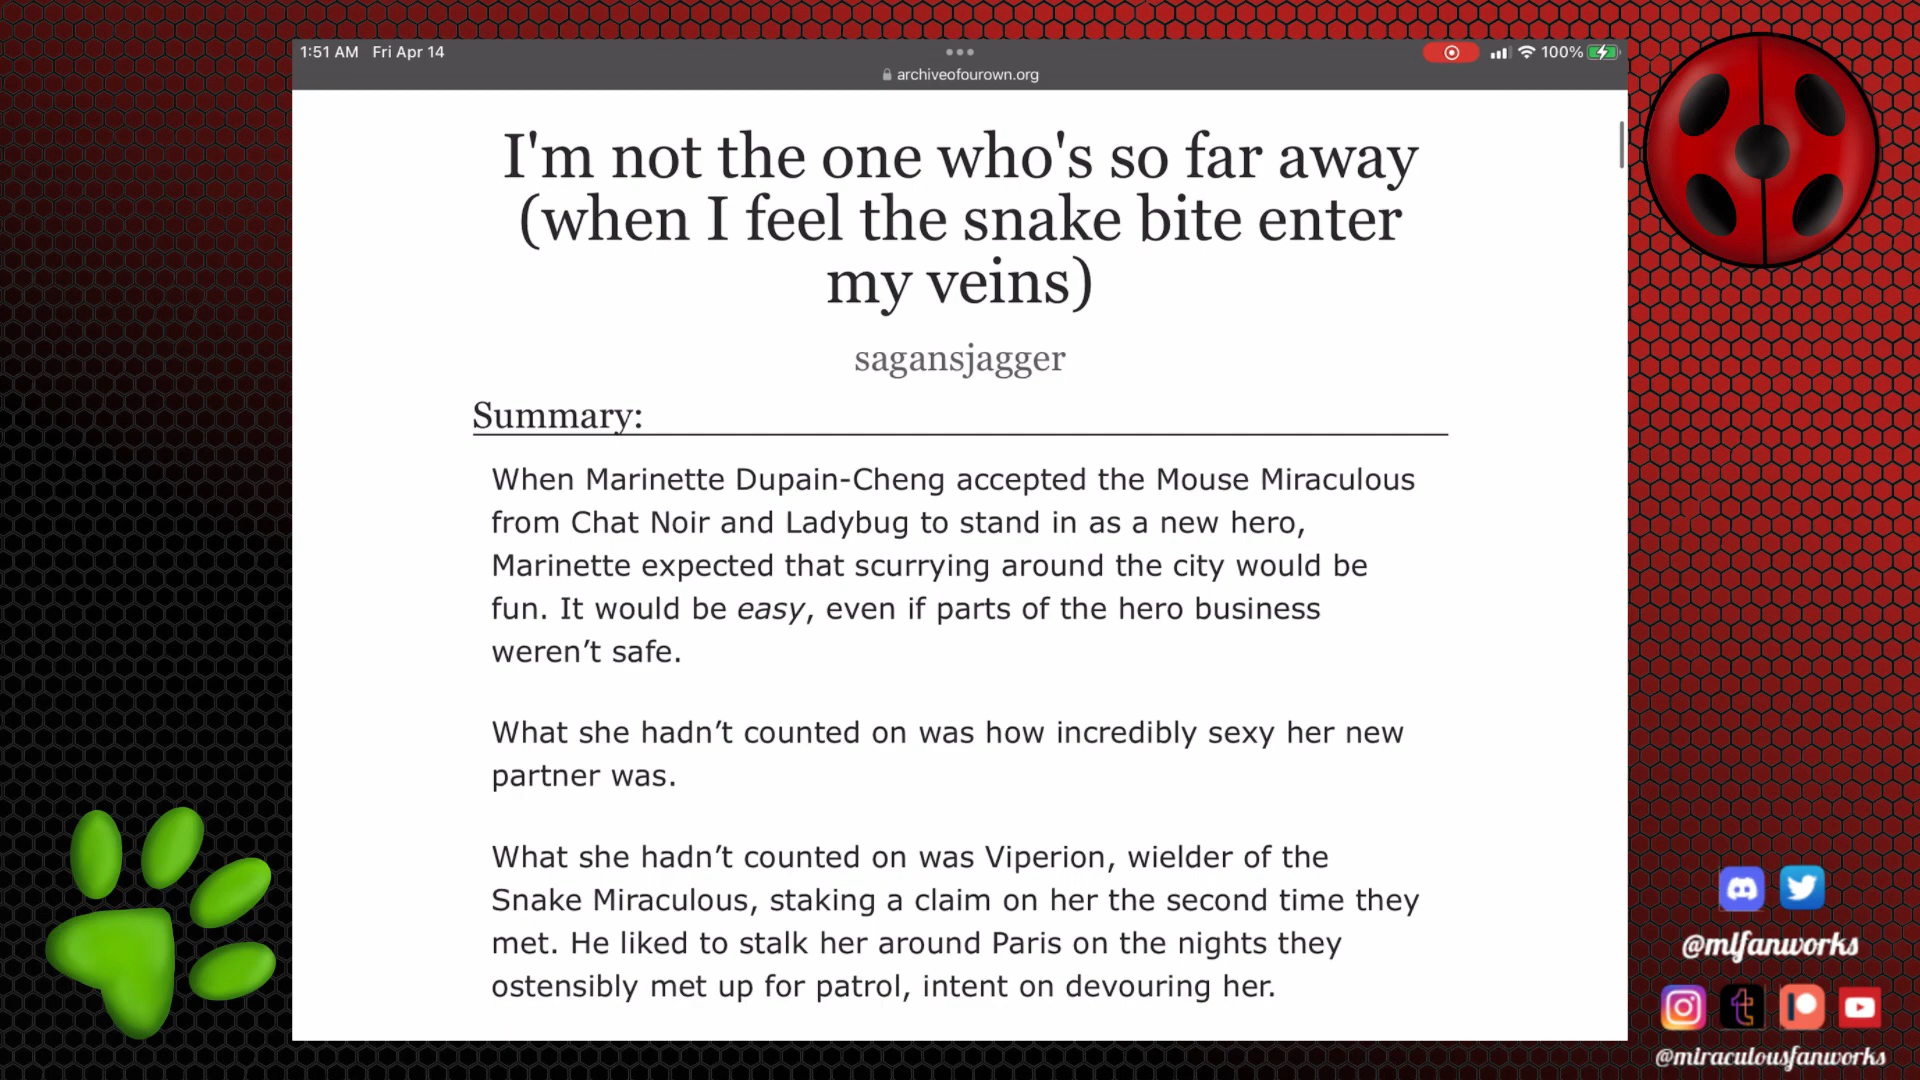 1:51 AM Fri Apr 14
100%
archiveofourown.org
I'm not the one who's so far away
(when I feel the snake bite enter
my veins)
sagansjagger
Summary:
When Marinette Dupain-Cheng accepted the Mouse Miraculous
from Chat Noir and Ladybug to stand in as a new hero,
Marinette expected that scurrying around the city would be
fun. It would be easy, even if parts of the hero business
weren’t safe.
What she hadn’t counted on was how incredibly sexy her new
partner was.
What she hadn’t counted on was Viperion, wielder of the
Snake Miraculous, staking a claim on her the second time they
met. He liked to stalk her around Paris on the nights they
ostensibly met up for patrol, intent on devouring her.
@mlfanworks
@miraculousfanworks